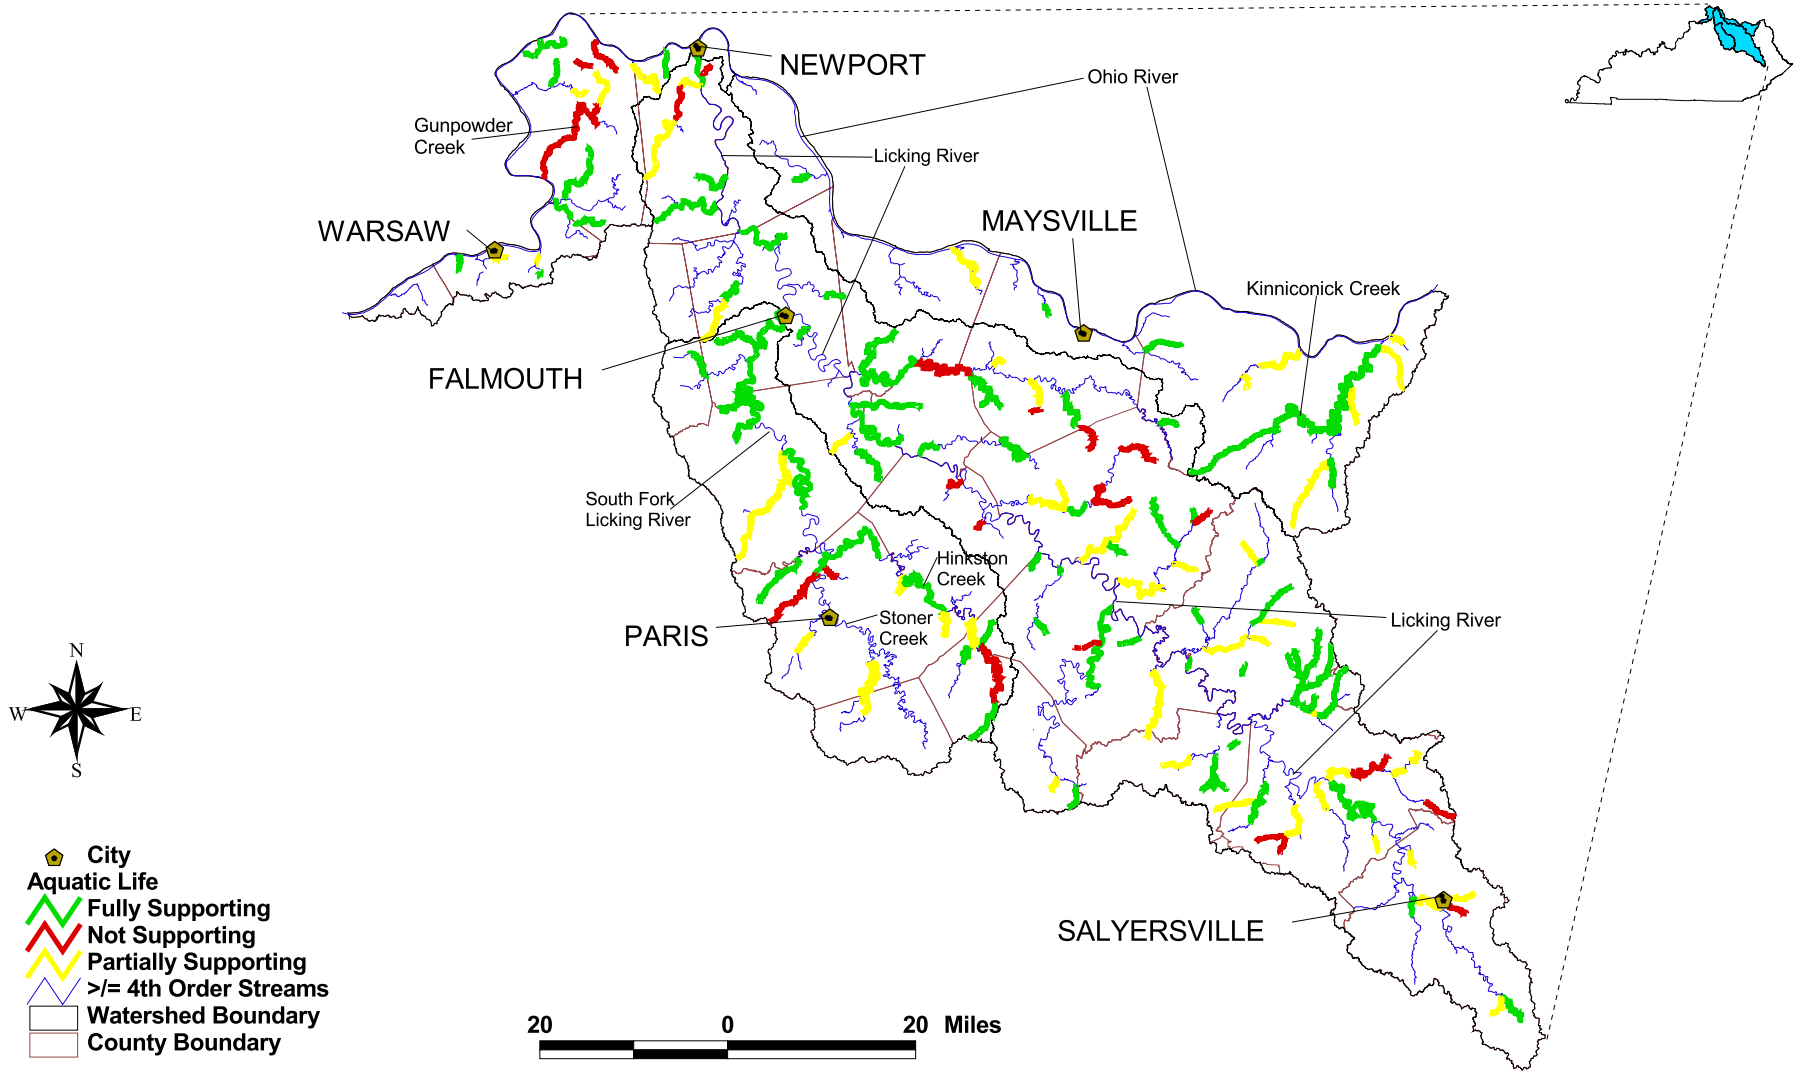 NEWPORT
Ohio River
Gunpowder
Creek
Licking River
WARSAW
MAYSVILLE
Kinniconick Creek
FALMOUTH
South Fork
Licking River
Hinkston
Creek
Stoner
Creek
PARIS
Licking River
N
W
E
S
SALYERSVILLE
City
Aquatic Life
Fully Supporting
Not Supporting
Partially Supporting
>/= 4th Order Streams
Watershed Boundary
County Boundary
20 0 20 Miles